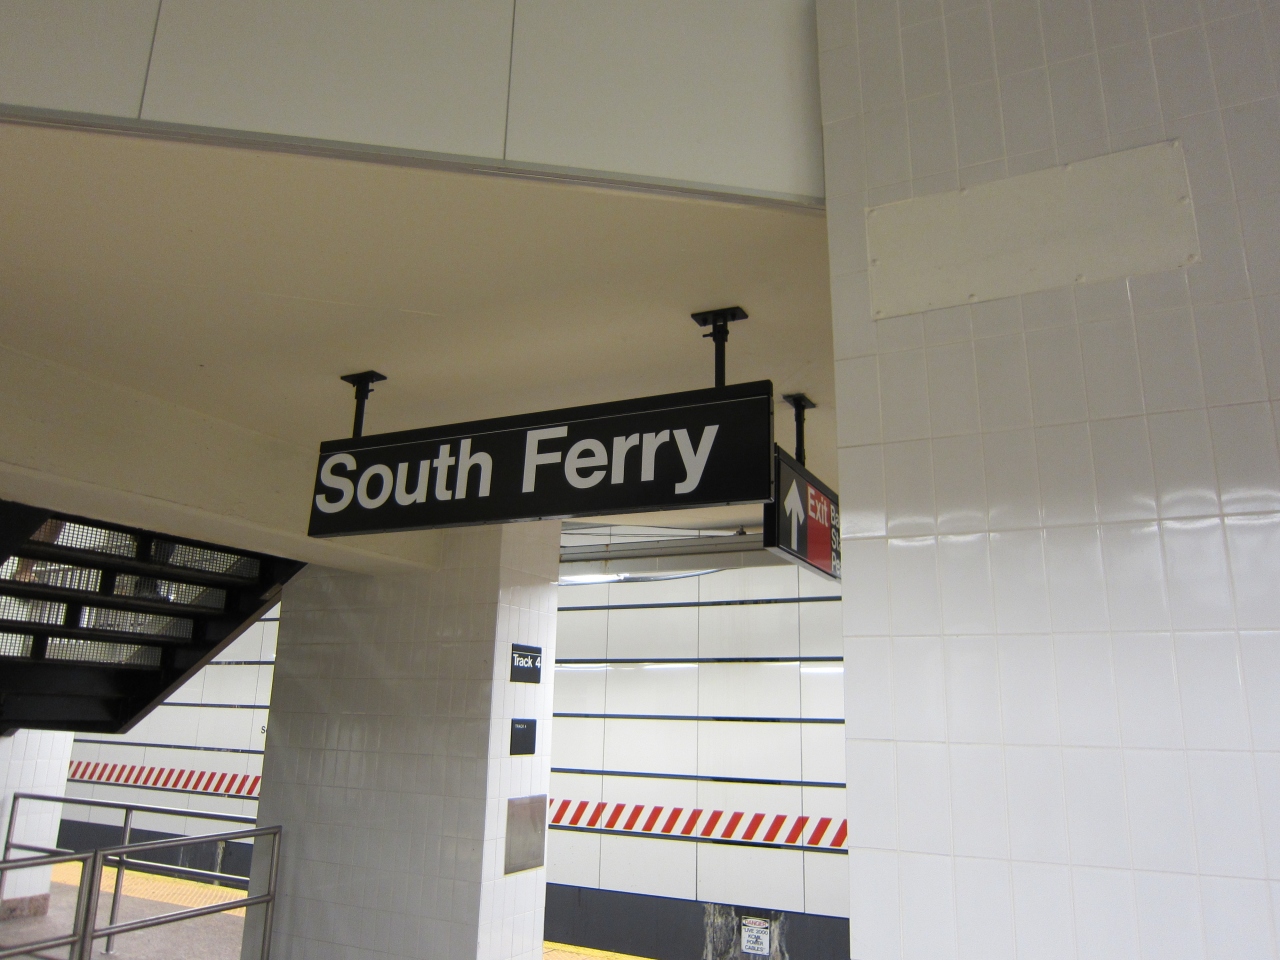 South Ferry
Exit
Track 4
DANGER